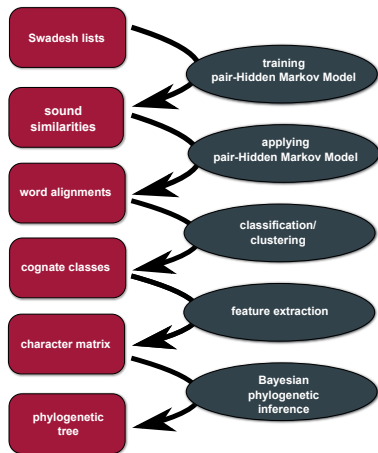 Swadesh lists
training
pair-Hidden Markov Model
sound
similarities
applying
pair-Hidden Markov Model
word alignments
classification/
clustering
cognate classes
feature extraction
character matrix
Bayesian
phylogenetic
inference
phylogenetic
tree